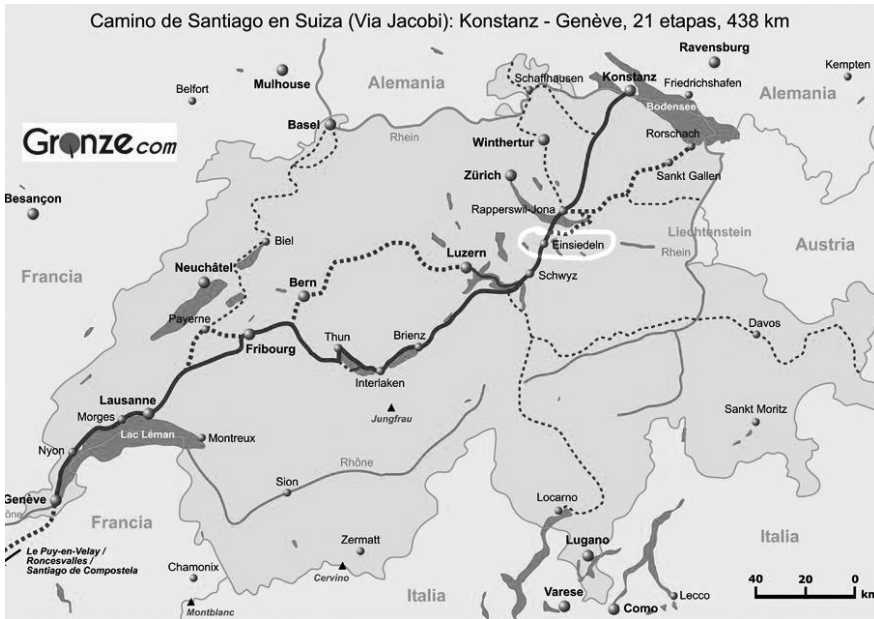 Camino de Santiago en Suiza (Via Jacobi): Konstanz - Genève, 21 etapas, 438 km
Ravensburg
Kempten
Mulhouse
Belfort
Alemania
Schaffhausen
Konstanz
Friedrichshafen
Alemania
Bodensee
Basel
Rhein
Gronze.com
Winthertur
Rorschach
Zürich
Sankt Gallen
Besançon
Rapperswil-Jona
Liechtenstein
Biel
Einsiedeln
Rhein
Austria
Francia
Neuchâtel
Luzern
Schwyz
Bern
Payerne
Fribourg
Thun
Brienz
Davos
Interlaken
Lausanne
Morges
Jungfrau
Sankt Moritz
Nyon
Lac Léman
Montreux
Rhône
Sion
Genève
Locarno
Francia
Italia
Le Puy-en-Velay /
Roncesvalles /
Santiago de Compostela
Zermatt
Lugano
Chamonix
Cervino
Italia
Montblanc
Varese
Como
Lecco
40 20 0
km